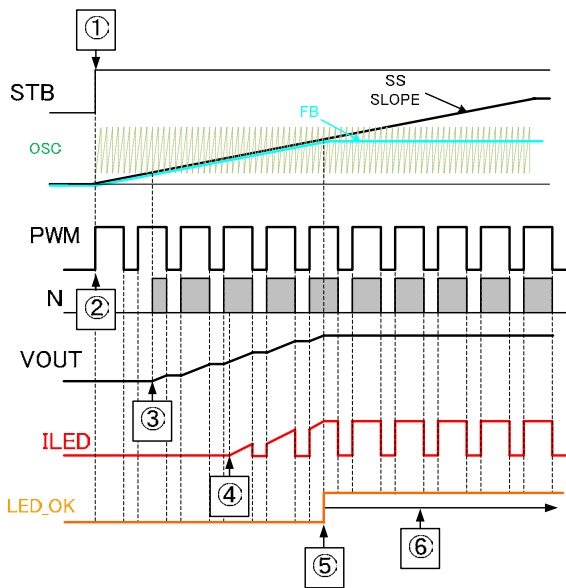 ①
STB
SS
SLOPE
FB
OSC
PWM
②
N
VOUT
③
ILED
④
LED_OK
⑤
⑥